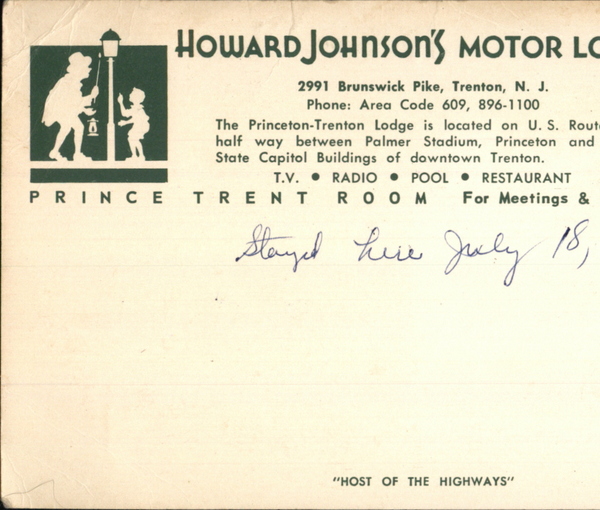 HOWARD JOHNSON'S MOTOR LO
2991 Brunswick Pike, Trenton, N. J.
Phone: Area Code 609, 896-1100
The Princeton-Trenton Lodge is located on U. S. Rout
half way between Palmer Stadium, Princeton and
State Capitol Buildings of downtown Trenton.
T.V. ● RADIO ● POOL ● RESTAURANT
PRINCE TRENT ROOM For Meetings &
Stayed here July 18,
"HOST OF THE HIGHWAYS"